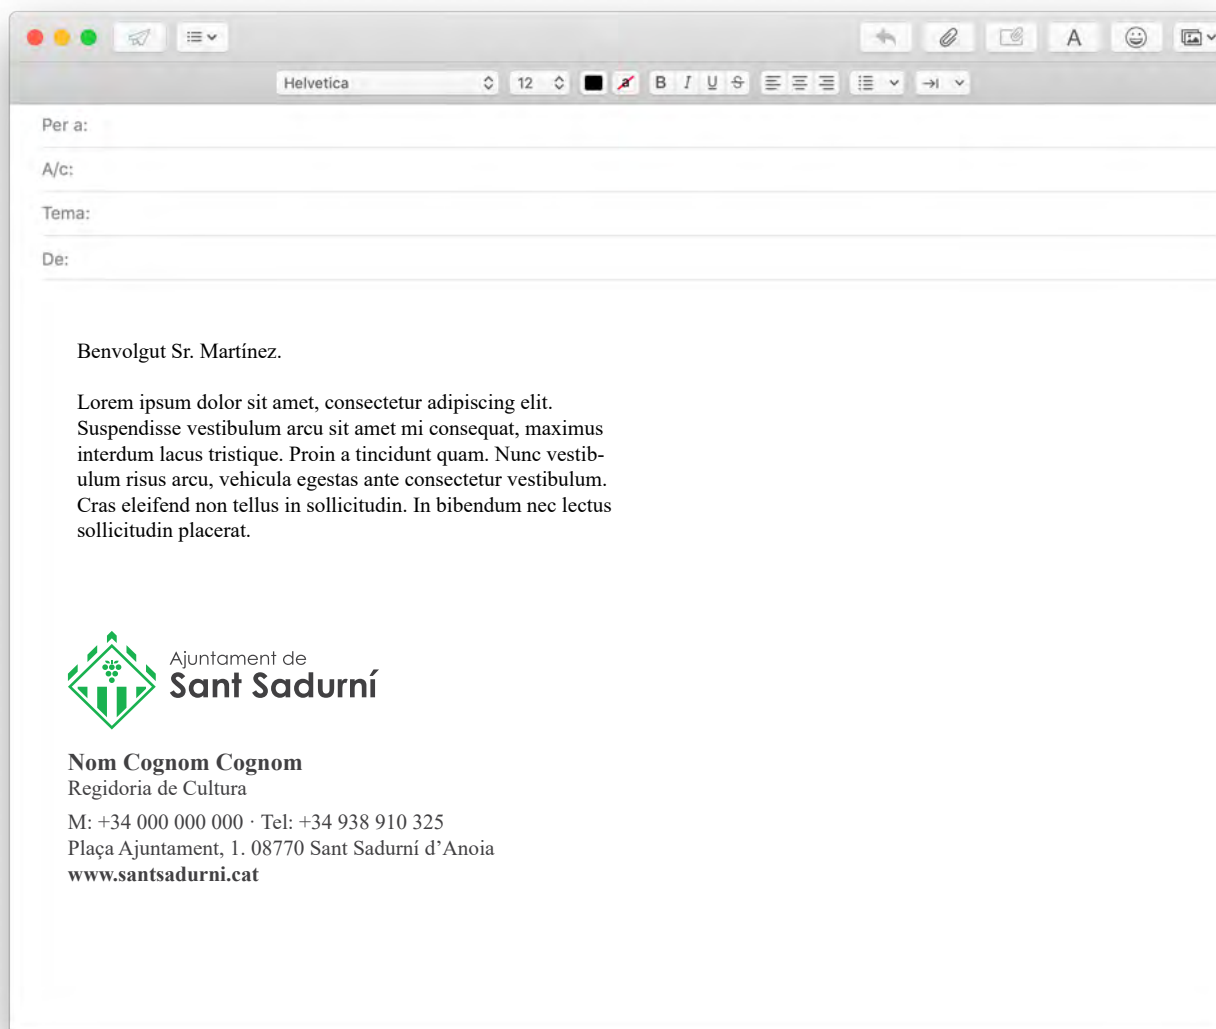 Helvetica 12 a B I U S
A
Per a:
A/c:
Tema:
De:
Benvolgut Sr. Martínez.
Lorem ipsum dolor sit amet, consectetur adipiscing elit.
Suspendisse vestibulum arcu sit amet mi consequat, maximus
interdum lacus tristique. Proin a tincidunt quam. Nunc vestib-
ulum risus arcu, vehicula egestas ante consectetur vestibulum.
Cras eleifend non tellus in sollicitudin. In bibendum nec lectus
sollicitudin placerat.
Ajuntament de
Sant Sadurní
Nom Cognom Cognom
Regidoria de Cultura
M: +34 000 000 000 · Tel: +34 938 910 325
Plaça Ajuntament, 1. 08770 Sant Sadurní d’Anoia
www.santsadurni.cat